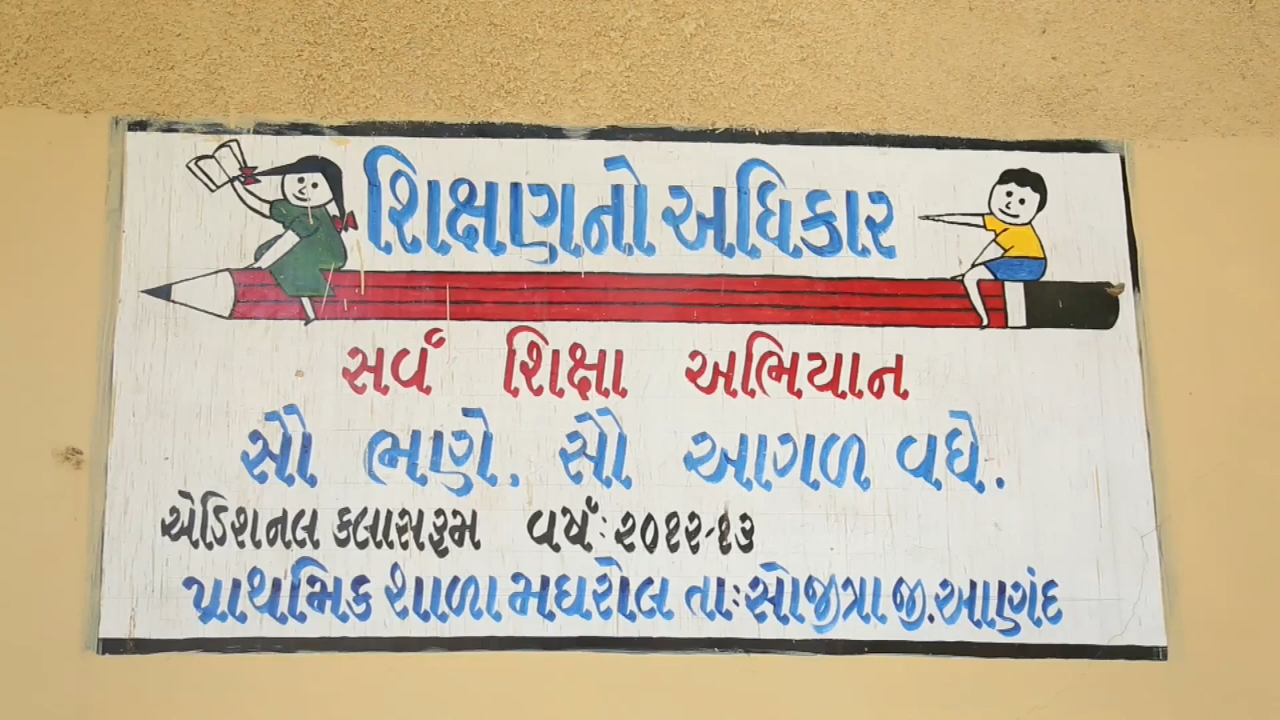 શિક્ષણનો અધિકાર
સર્વ શિક્ષા અભિયાન
સૌ ભણે. સૌ આગળ વધે.
એડિશનલ ક્લાસરૂમ વર્ષ: ૨૦૧૨-૧૩
પ્રાથમિક શાળા મઘરોલ તા: સોજીત્રા જી. આણંદ